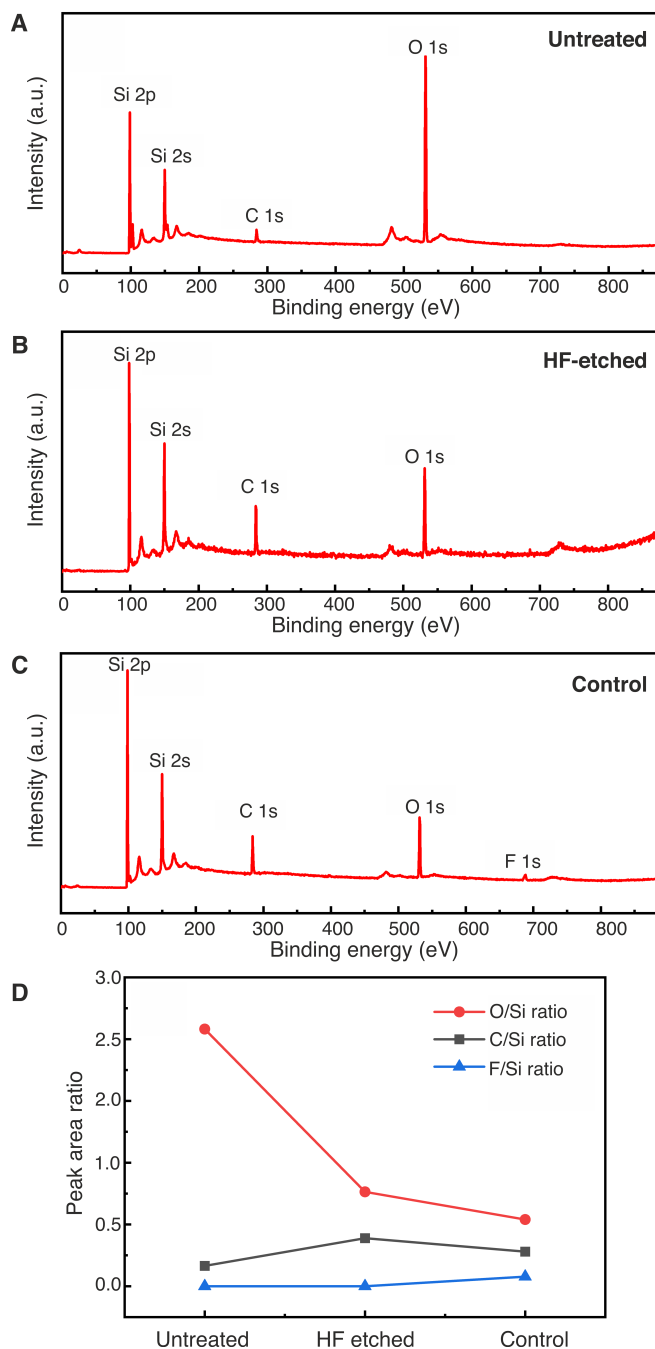 A
Untreated
O 1s
Si 2p
Si 2s
C 1s
Intensity (a.u.)
0 100 200 300 400 500 600 700 800
Binding energy (eV)
B
HF-etched
Si 2p
Si 2s
C 1s
O 1s
Intensity (a.u.)
0 100 200 300 400 500 600 700 800
Binding energy (eV)
C
Control
Si 2p
Si 2s
C 1s
O 1s
F 1s
Intensity (a.u.)
0 100 200 300 400 500 600 700 800
Binding energy (eV)
D
3.0
2.5
2.0
1.0
0.5
0.0
Peak area ratio
O/Si ratio
C/Si ratio
F/Si ratio
Untreated HF etched Control